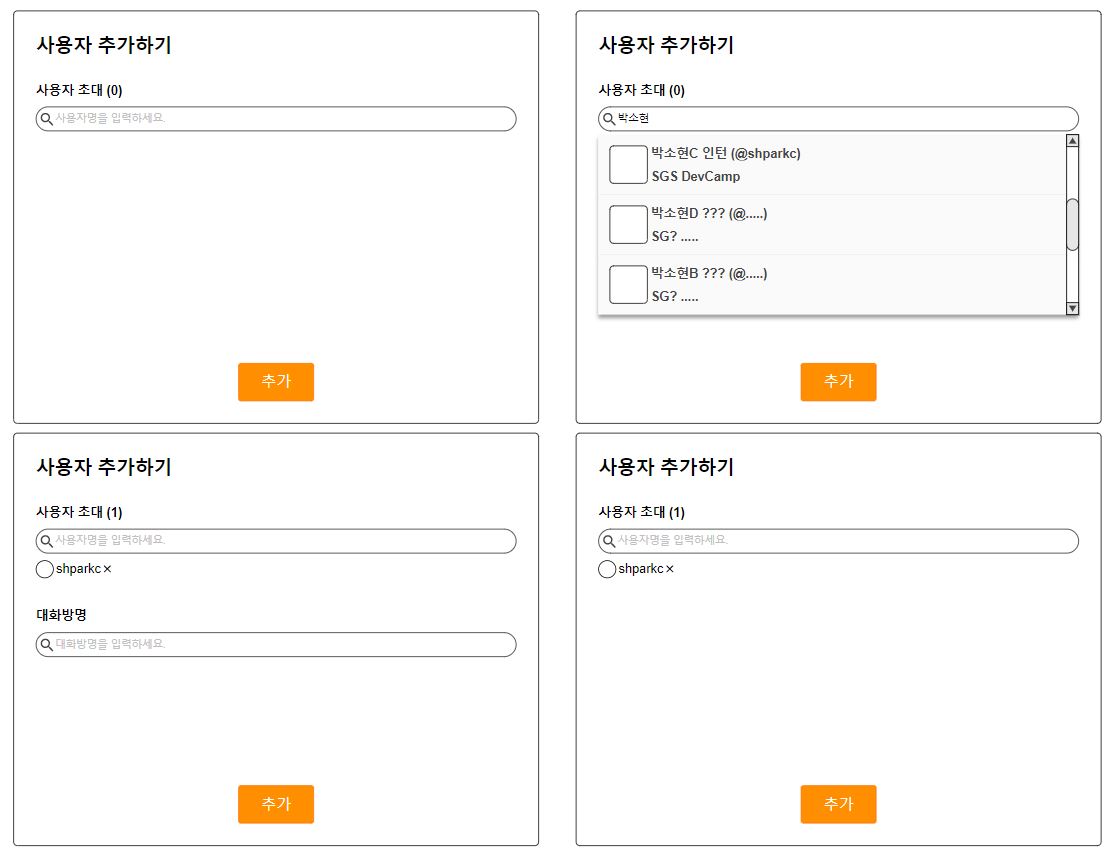 사용자 추가하기
사용자 초대 (0)
사용자명을 입력하세요.
추가
사용자 추가하기
사용자 초대 (0)
박소현
박소현C 인턴 (@shparkc)
SGS DevCamp
박소현D ??? (@.....)
SG? .....
박소현B ??? (@.....)
SG? .....
추가
사용자 추가하기
사용자 초대 (1)
사용자명을 입력하세요.
shparkc ×
대화방명
대화방명을 입력하세요.
추가
사용자 추가하기
사용자 초대 (1)
사용자명을 입력하세요.
shparkc ×
추가